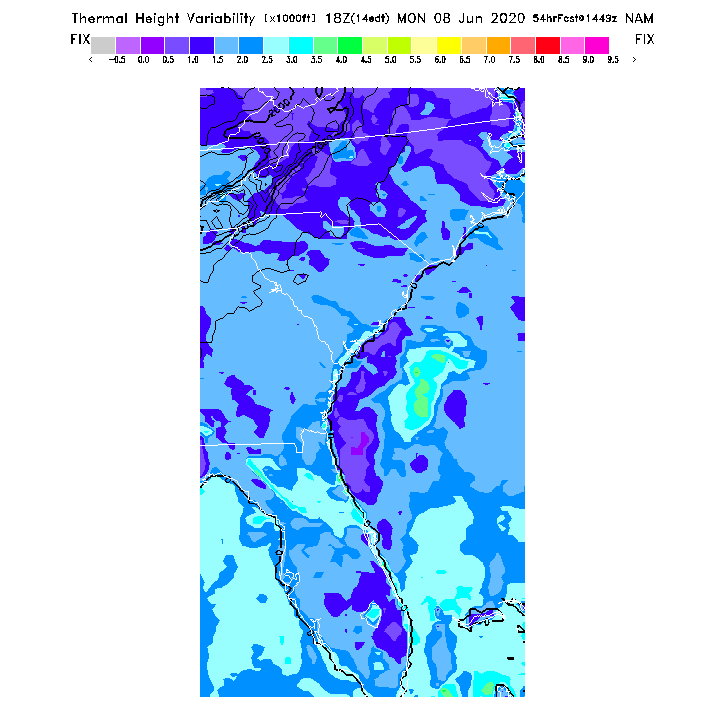 Thermal Height Variability [x1000ft] 18Z(14edt) MON 08 Jun 2020 54hrFcst@1449z NAM
FIX FIX
< -0.5 0.0 0.5 1.0 1.5 2.0 2.5 3.0 3.5 4.0 4.5 5.0 5.5 6.0 6.5 7.0 7.5 8.0 8.5 9.0 9.5 >